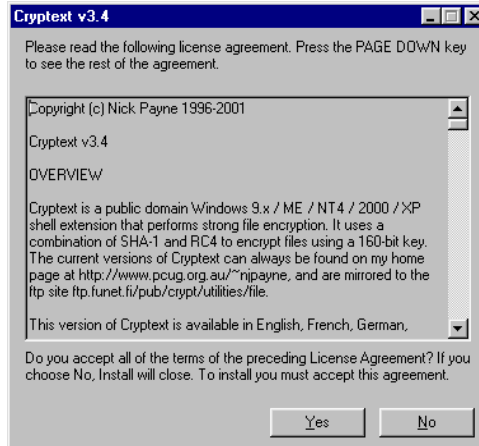 Cryptext v3.4
Please read the following license agreement. Press the PAGE DOWN key
to see the rest of the agreement.
Copyright (c) Nick Payne 1996-2001
Cryptext v3.4
OVERVIEW
Cryptext is a public domain Windows 9.x / ME / NT4 / 2000 / XP
shell extension that performs strong file encryption. It uses a
combination of SHA-1 and RC4 to encrypt files using a 160-bit key.
The current versions of Cryptext can always be found on my home
page at http://www.pcug.org.au/~njpayne, and are mirrored to the
ftp site ftp.funet.fi/pub/crypt/utilities/file.
This version of Cryptext is available in English, French, German,
Do you accept all of the terms of the preceding License Agreement? If you
choose No, Install will close. To install you must accept this agreement.
Yes No